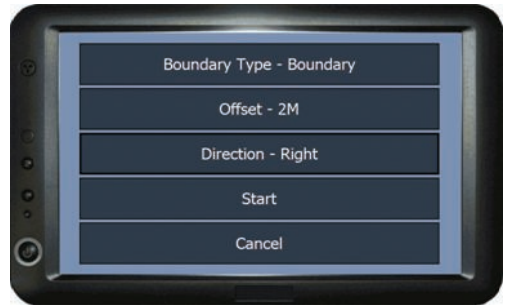 Boundary Type - Boundary
Offset - 2M
Direction - Right
Start
Cancel